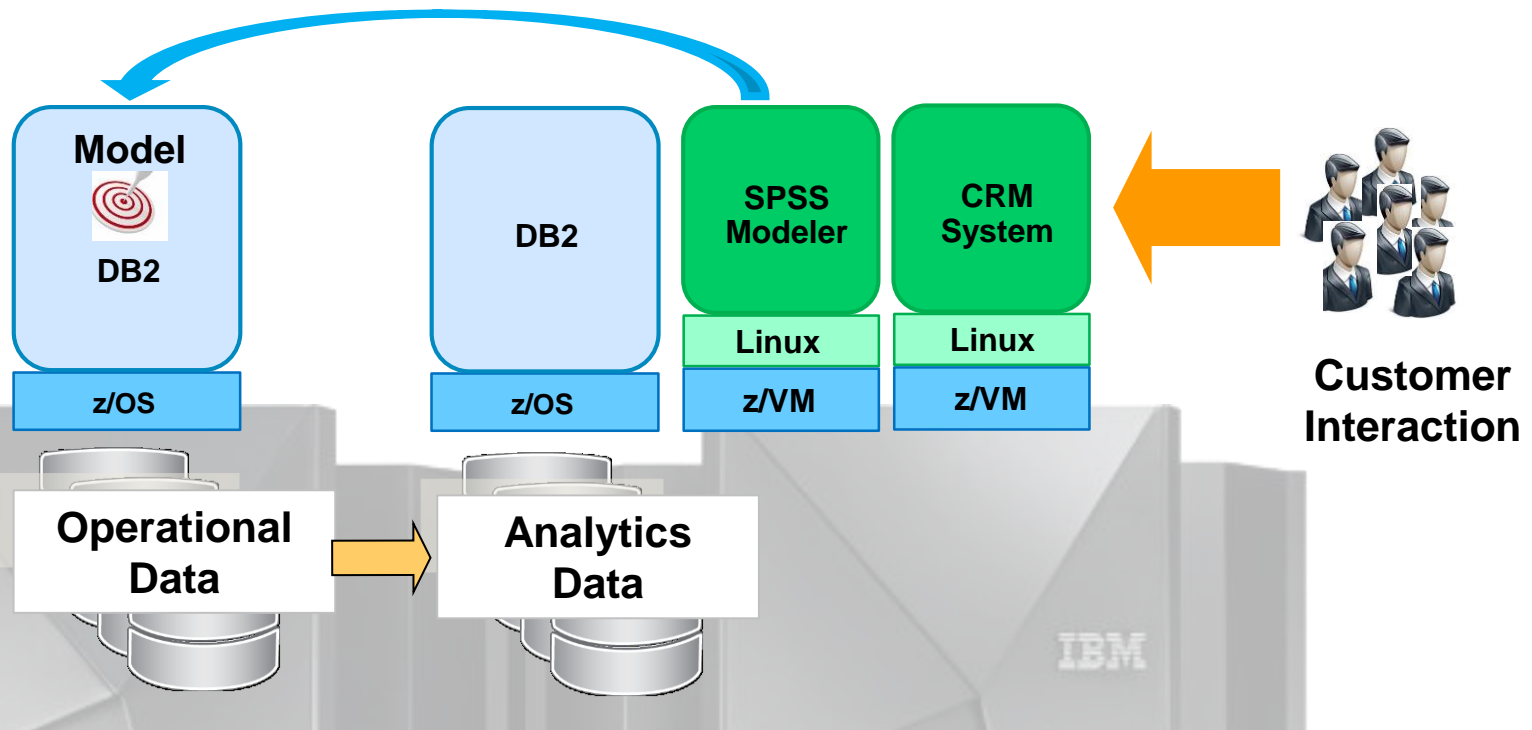 Model
DB2
z/OS
DB2
z/OS
SPSS
Modeler
Linux
z/VM
CRM
System
Linux
z/VM
Customer
Interaction
Operational
Data
Analytics
Data
IBM